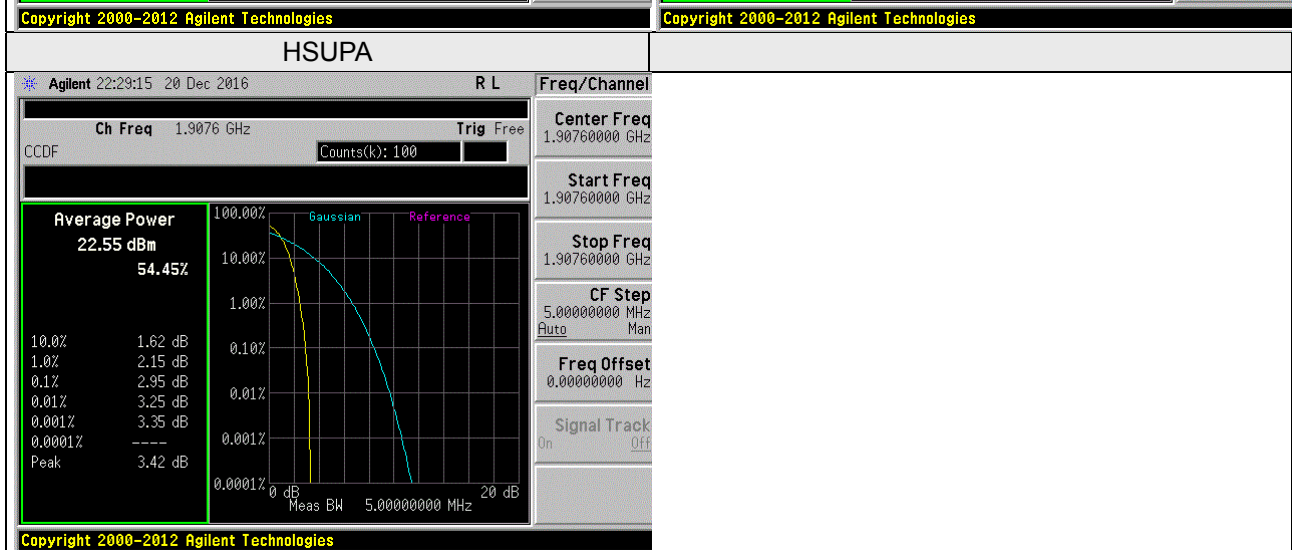 Copyright 2000-2012 Agilent Technologies
Copyright 2000-2012 Agilent Technologies
HSUPA
Agilent 22:29:15 20 Dec 2016 R L
Freq/Channel
Ch Freq 1.9076 GHz Trig Free
CCDF Counts(k): 100
Average Power
22.55 dBm
54.45%
10.0% 1.62 dB
1.0% 2.15 dB
0.1% 2.95 dB
0.01% 3.25 dB
0.001% 3.35 dB
0.0001% ----
Peak 3.42 dB
100.00%
Gaussian Reference
10.00%
1.00%
0.10%
0.01%
0.001%
0.0001%
0 dB 20 dB
Meas BW 5.00000000 MHz
Center Freq
1.90760000 GHz
Start Freq
1.90760000 GHz
Stop Freq
1.90760000 GHz
CF Step
5.00000000 MHz
Auto Man
Freq Offset
0.00000000 Hz
Signal Track
On Off
Copyright 2000-2012 Agilent Technologies